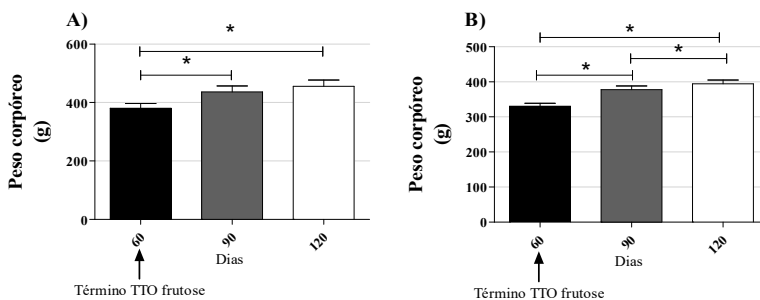 A)
*
*
Peso corpóreo
(g)
600
400
200
0
60
90
120
Dias
Término TTO frutose
B)
*
*
*
Peso corpóreo
(g)
500
400
300
200
100
0
60
90
120
Dias
Término TTO frutose